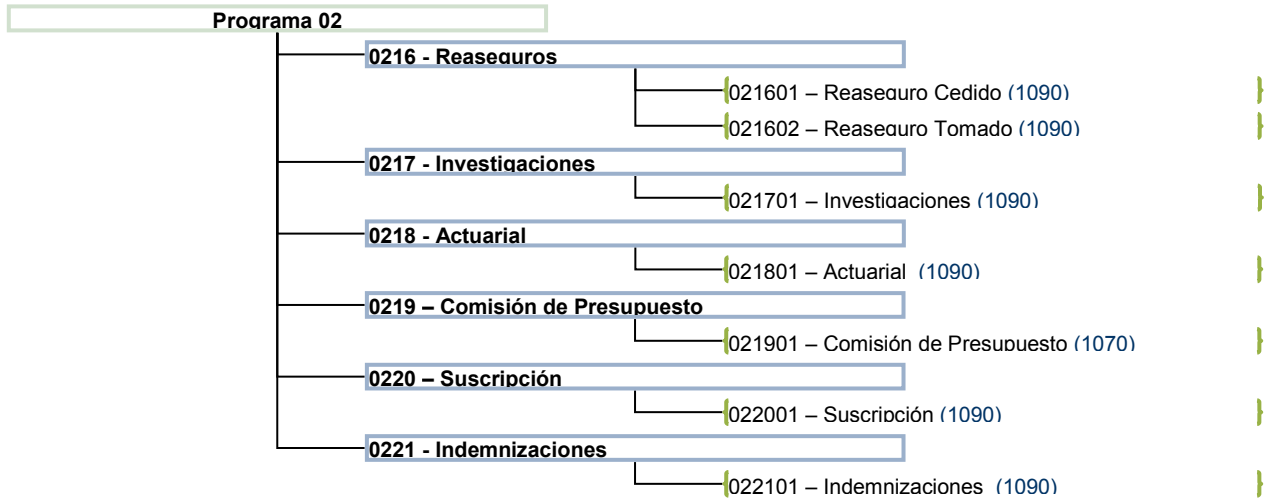 Programa 02
0216 - Reaseguros
021601 – Reaseguro Cedido (1090)
021602 – Reaseguro Tomado (1090)
0217 - Investigaciones
021701 – Investigaciones (1090)
0218 - Actuarial
021801 – Actuarial (1090)
0219 – Comisión de Presupuesto
021901 – Comisión de Presupuesto (1070)
0220 – Suscripción
022001 – Suscripción (1090)
0221 - Indemnizaciones
022101 – Indemnizaciones (1090)